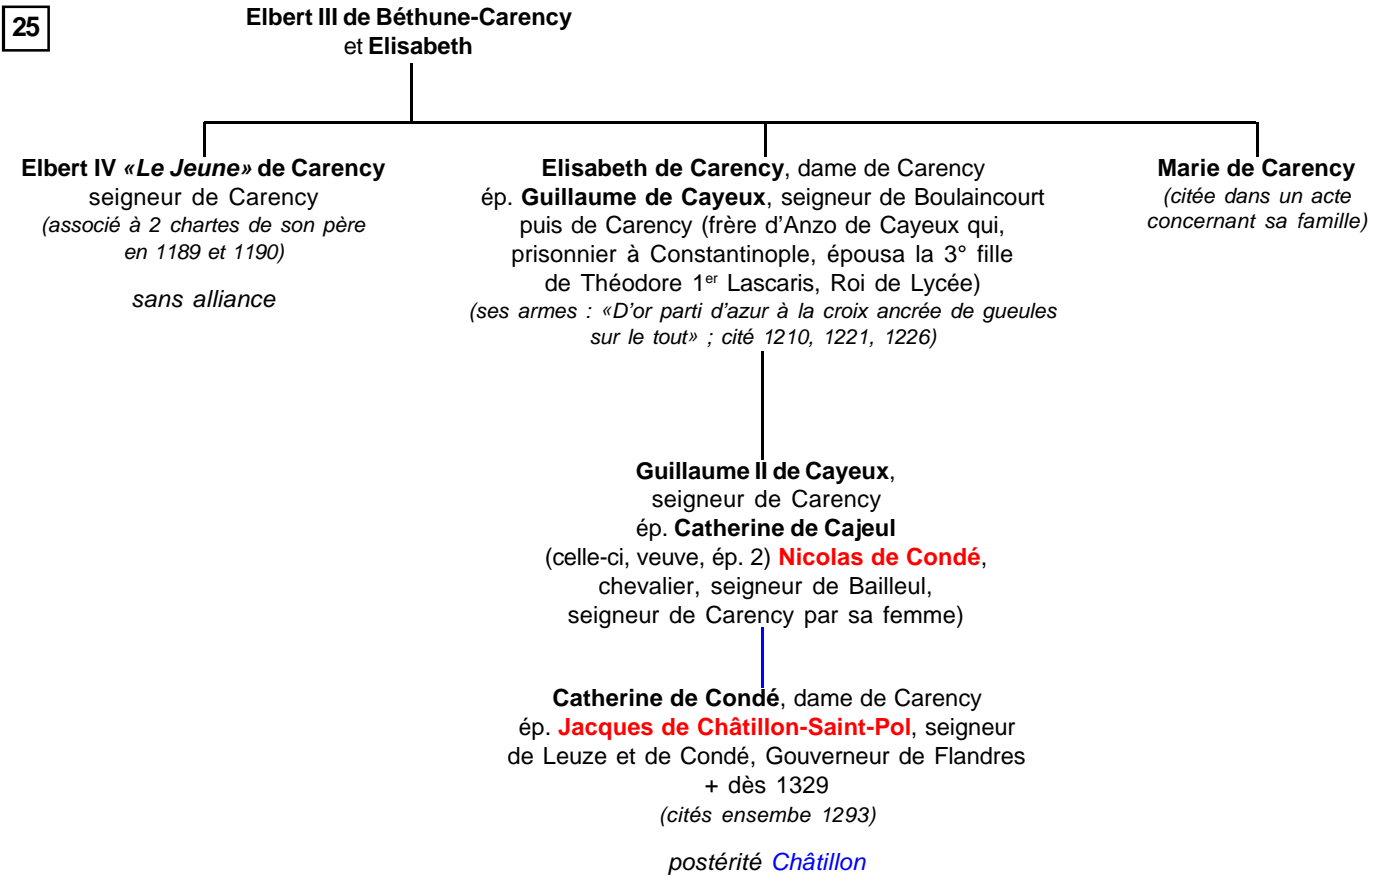 25
Elbert III de Béthune-Carency
et Elisabeth
Elbert IV «Le Jeune» de Carency
seigneur de Carency
(associé à 2 chartes de son père
en 1189 et 1190)
sans alliance
Elisabeth de Carency, dame de Carency
ép. Guillaume de Cayeux, seigneur de Boulaincourt
puis de Carency (frère d'Anzo de Cayeux qui,
prisonnier à Constantinople, épousa la 3° fille
de Théodore 1er Lascaris, Roi de Lycée)
(ses armes : «D'or parti d'azur à la croix ancrée de gueules
sur le tout» ; cité 1210, 1221, 1226)
Marie de Carency
(citée dans un acte
concernant sa famille)
Guillaume II de Cayeux,
seigneur de Carency
ép. Catherine de Cajeul
(celle-ci, veuve, ép. 2) Nicolas de Condé,
chevalier, seigneur de Bailleul,
seigneur de Carency par sa femme)
Catherine de Condé, dame de Carency
ép. Jacques de Châtillon-Saint-Pol, seigneur
de Leuze et de Condé, Gouverneur de Flandres
+ dès 1329
(cités ensembe 1293)
postérité Châtillon